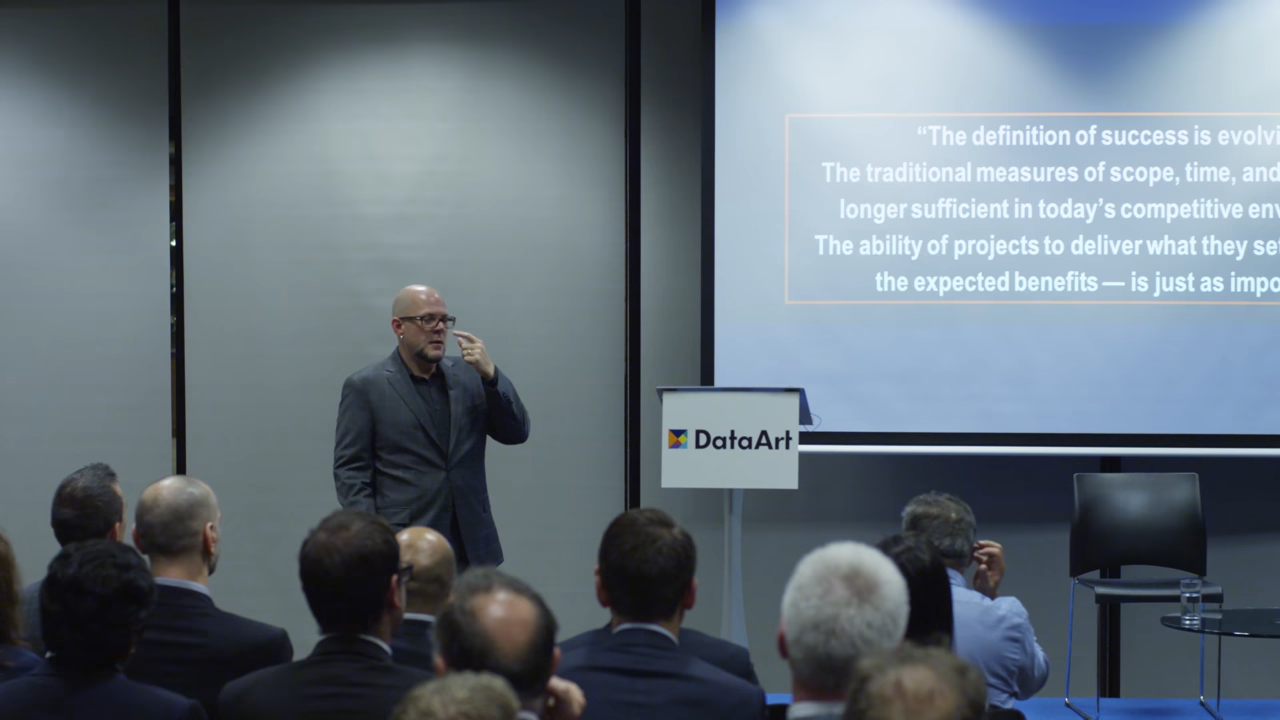 “The definition of success is
The traditional measures of scope, time, and
longer sufficient in today’s competitive
The ability of projects to deliver what they
the expected benefits — is just as
DataArt